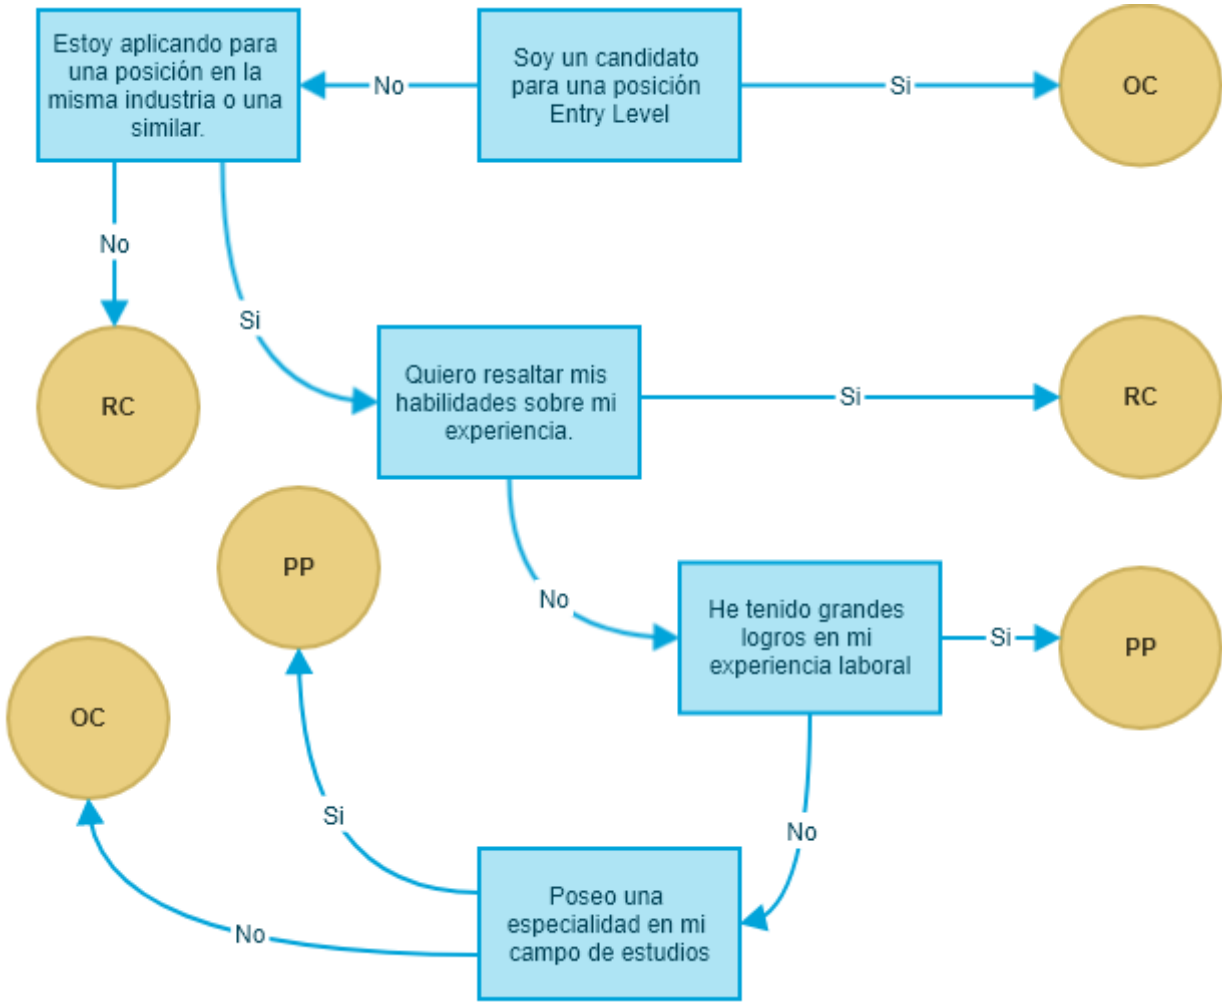 Estoy aplicando para
una posición en la
misma industria o una
similar.
No
Soy un candidato
para una posición
Entry Level
Si
OC
No
Si
RC
Quiero resaltar mis
habilidades sobre mi
experiencia.
Si
RC
PP
No
He tenido grandes
logros en mi
experiencia laboral
Si
PP
OC
Si
No
Poseo una
especialidad en mi
campo de estudios
No